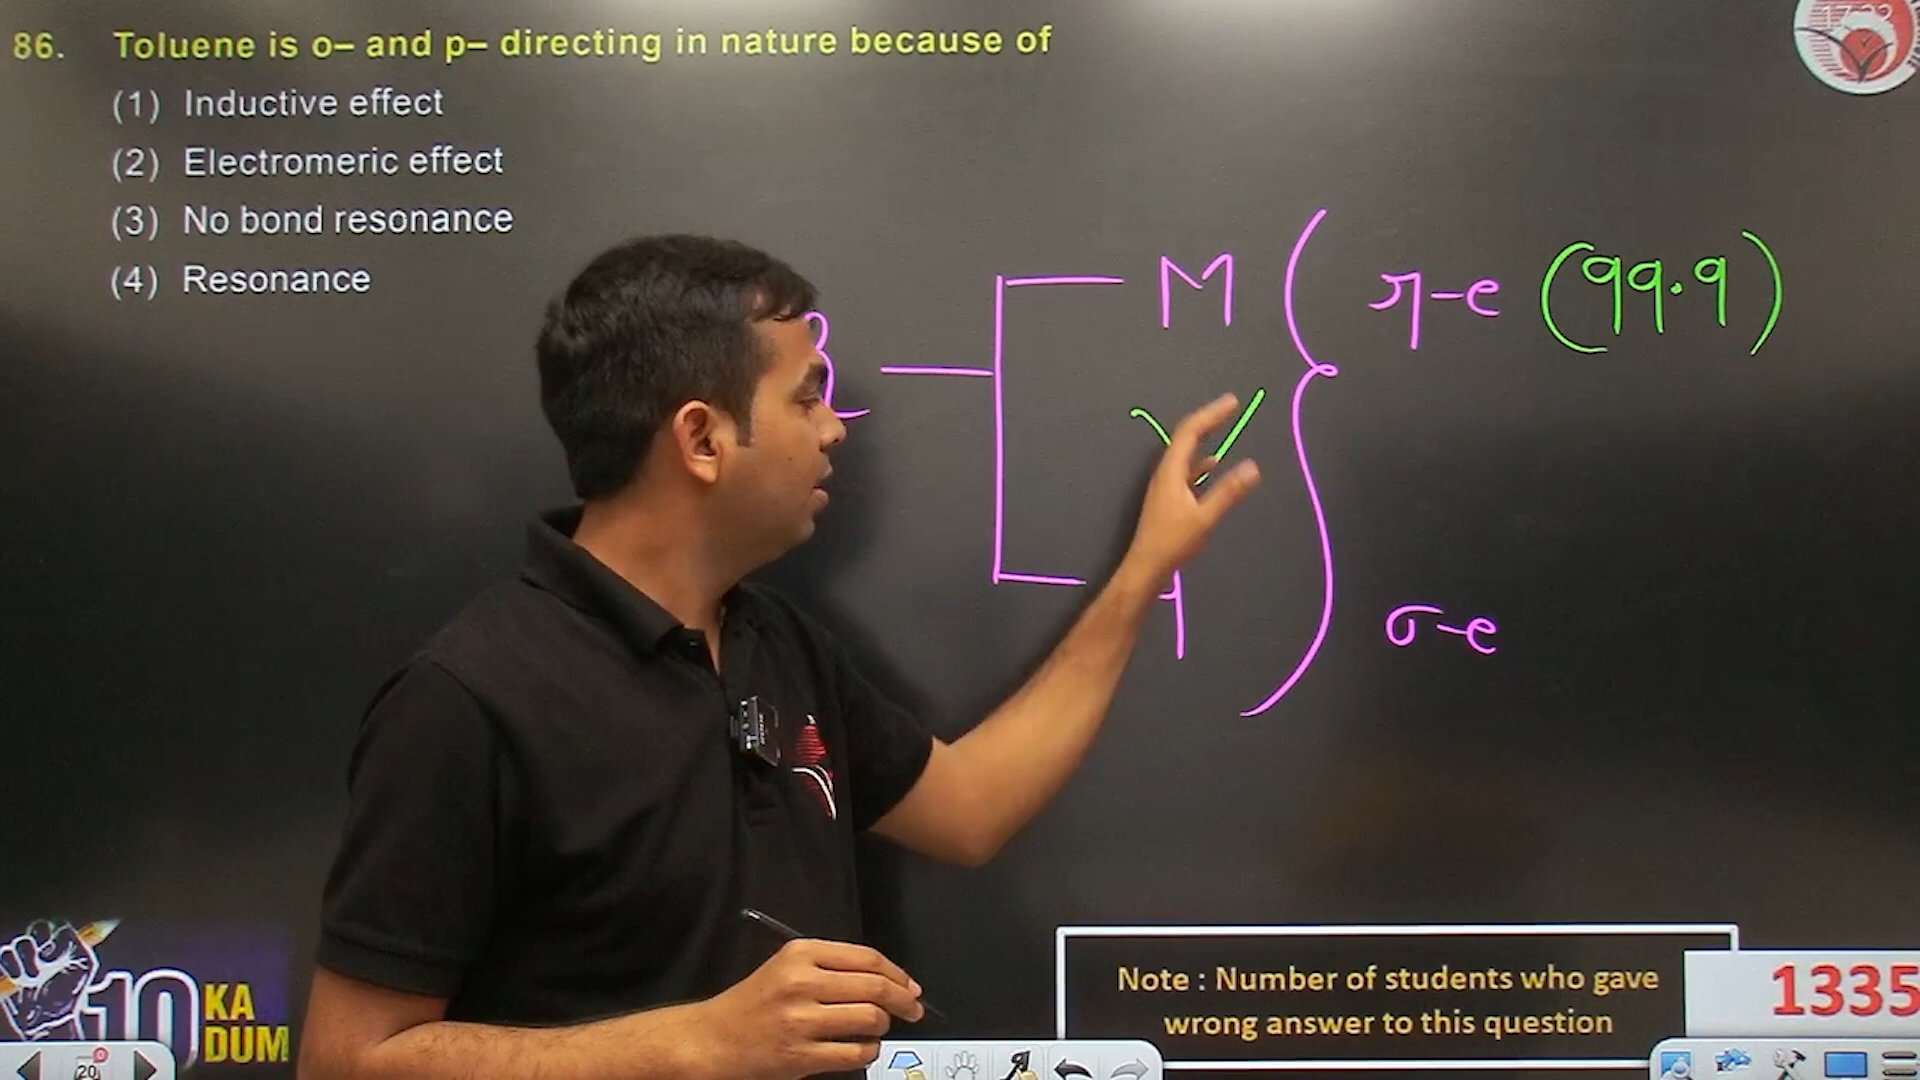 86. Toluene is o– and p– directing in nature because of
(1) Inductive effect
(2) Electromeric effect
(3) No bond resonance
(4) Resonance
M
π-e (99.9)
σ-e
10 KA DUM
Note : Number of students who gave
wrong answer to this question
1335
20